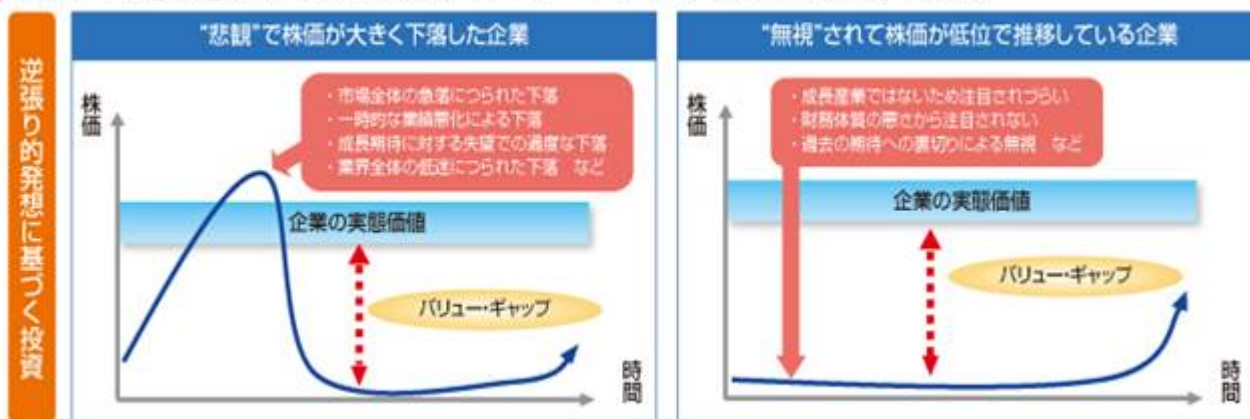 逆張り的発想に基づく投資
“悲観”で株価が大きく下落した企業
株価
・市場全体の急落につられた下落
・一時的な業績悪化による下落
・成長期待に対する失望での過度な下落
・業界全体の低迷につられた下落　など
企業の実態価値
バリュー・ギャップ
時間
“無視”されて株価が低位で推移している企業
株価
・成長産業ではないため注目されづらい
・財務体質の悪さから注目されない
・過去の期待への裏切りによる無視　など
企業の実態価値
バリュー・ギャップ
時間